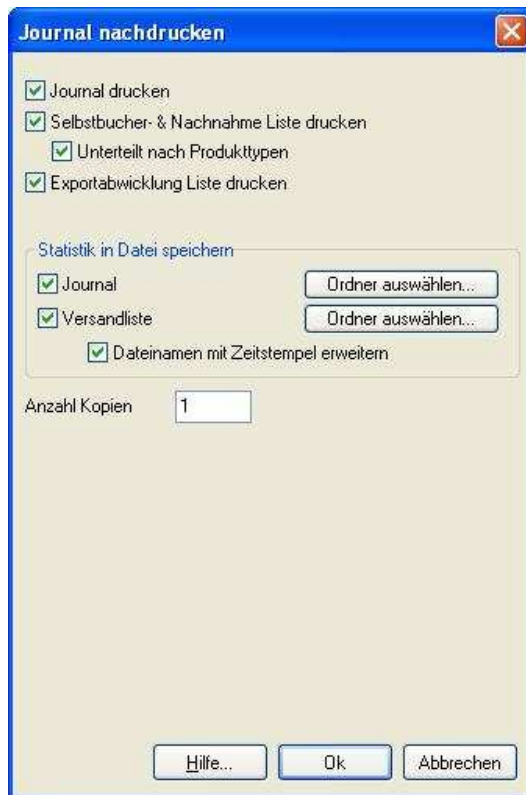 Journal nachdrucken
Journal drucken
Selbstbucher- & Nachnahme Liste drucken
Unterteilt nach Produkttypen
Exportabwicklung Liste drucken
Statistik in Datei speichern
Journal Ordner auswählen...
Versandliste Ordner auswählen...
Dateinamen mit Zeitstempel erweitern
Anzahl Kopien 1
Hilfe... Ok Abbrechen